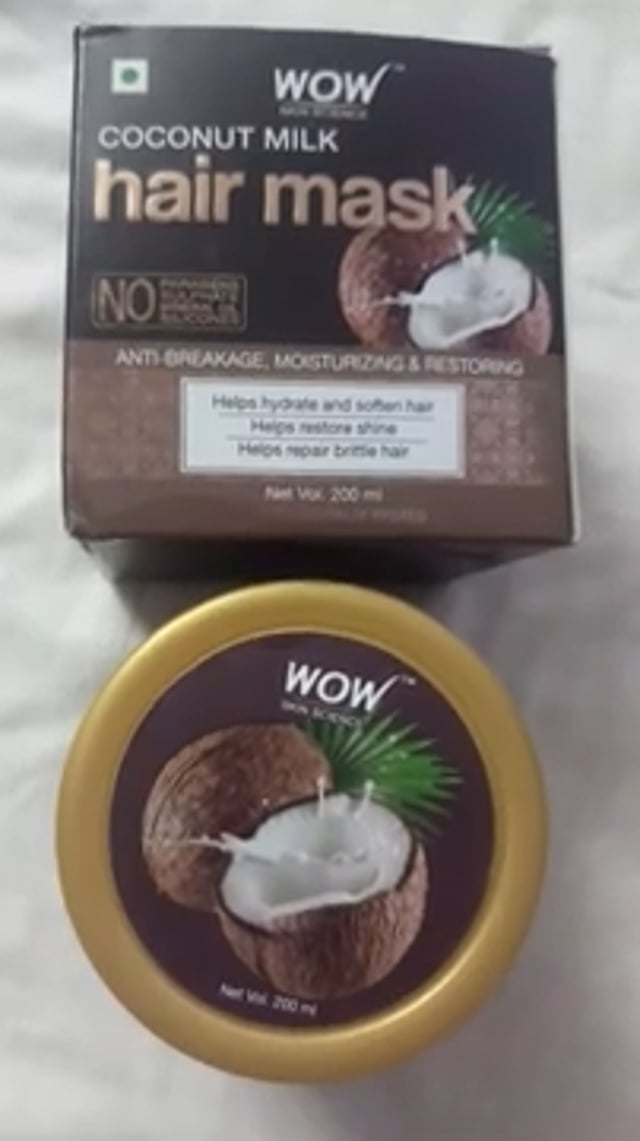 WOW™
SKIN SCIENCE
COCONUT MILK
hair mask
NO
PARABENS
SULPHATE
MINERAL OIL
SILICONES
ANTI-BREAKAGE, MOISTURIZING & RESTORING
Helps hydrate and soften hair
Helps restore shine
Helps repair brittle hair
Net Vol. 200 ml
WOW™
SKIN SCIENCE
Net Vol. 200 ml